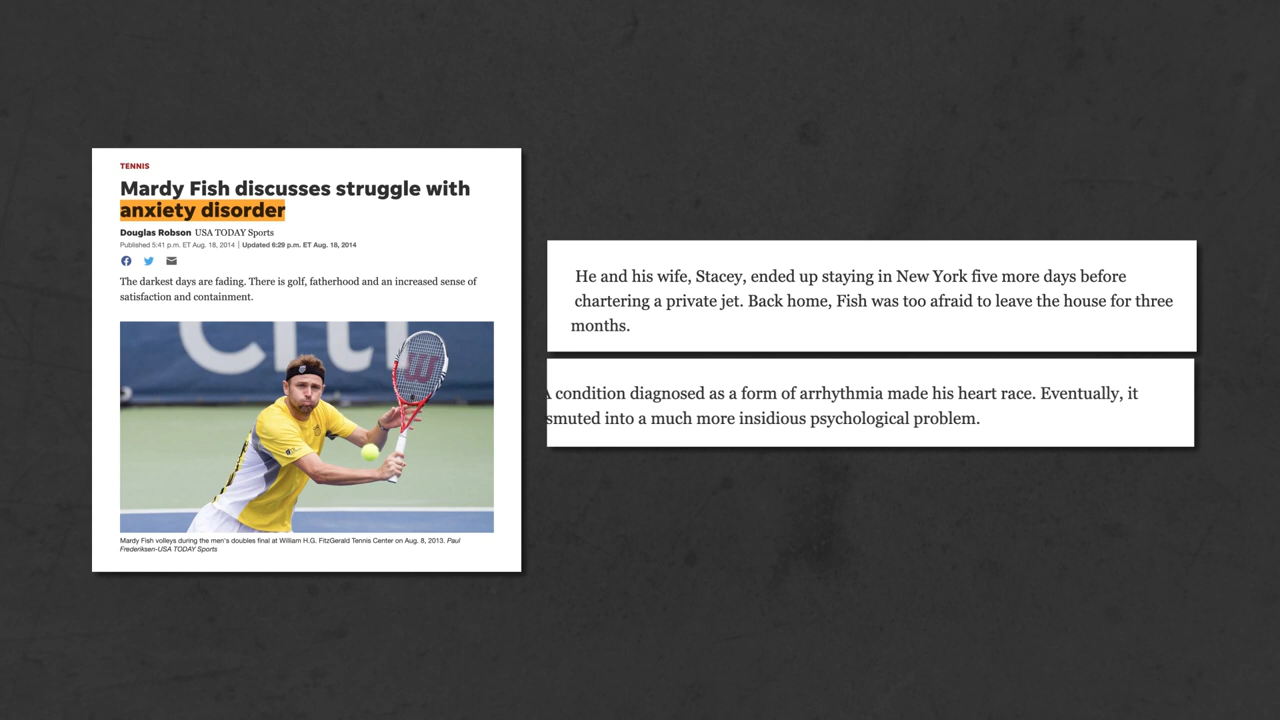 TENNIS
Mardy Fish discusses struggle with
anxiety disorder
Douglas Robson USA TODAY Sports
Published 5:41 p.m. ET Aug. 18, 2014 | Updated 6:29 p.m. ET Aug. 18, 2014
The darkest days are fading. There is golf, fatherhood and an increased sense of
satisfaction and containment.
Citi
Mardy Fish volleys during the men's doubles final at William H.G. FitzGerald Tennis Center on Aug. 8, 2013. Paul
Frederiksen-USA TODAY Sports
He and his wife, Stacey, ended up staying in New York five more days before
chartering a private jet. Back home, Fish was too afraid to leave the house for three
months.
A condition diagnosed as a form of arrhythmia made his heart race. Eventually, it
smuted into a much more insidious psychological problem.